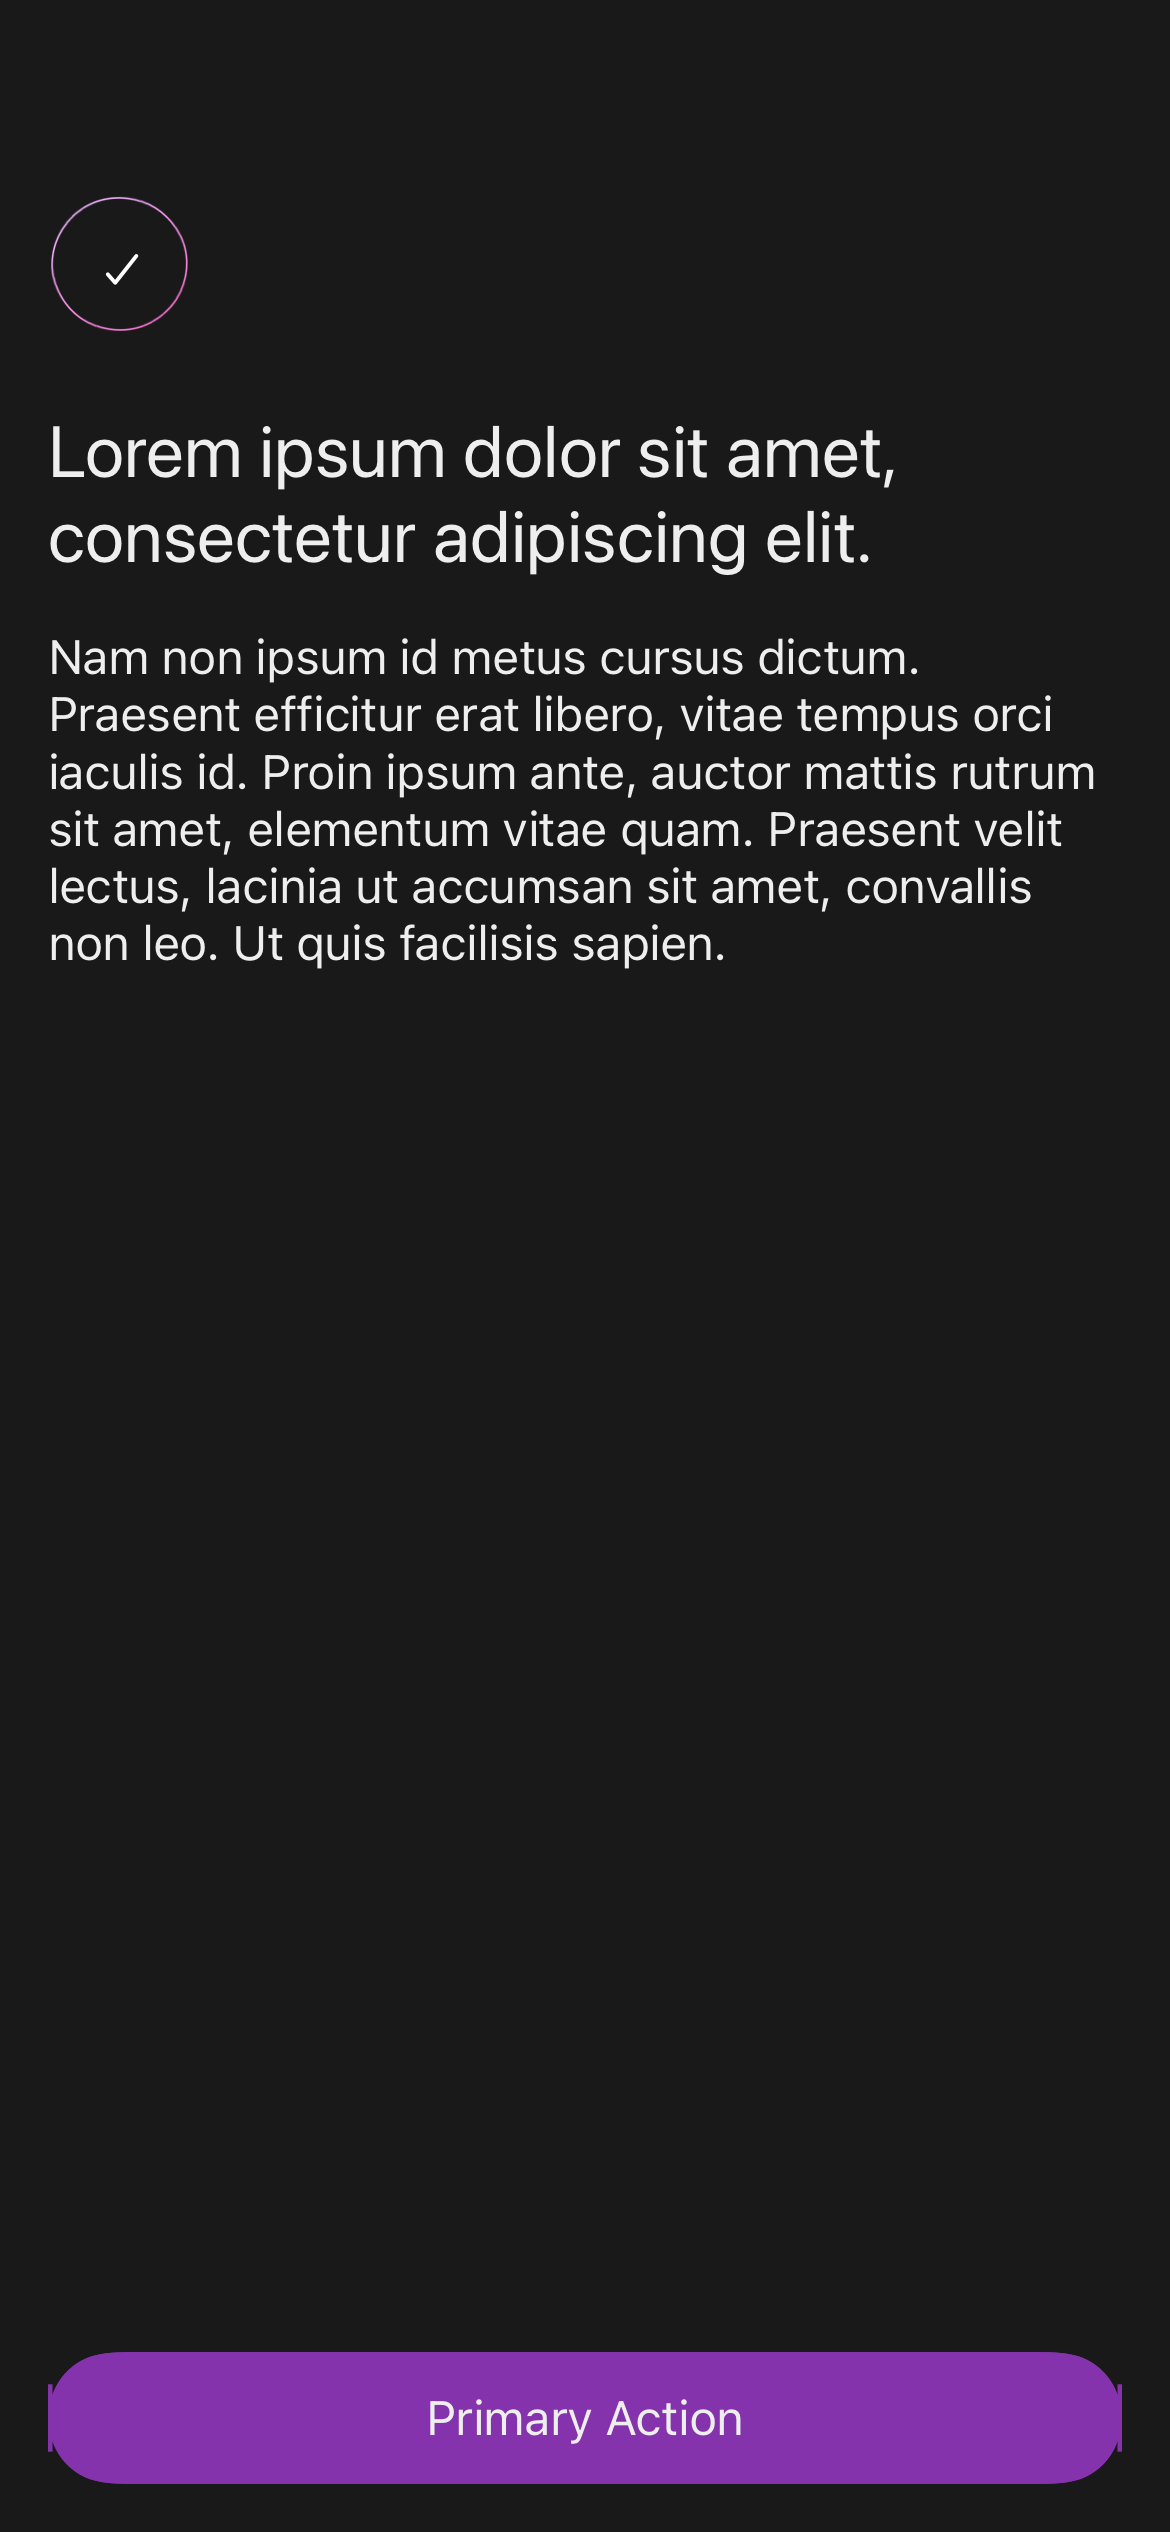 Lorem ipsum dolor sit amet,
consectetur adipiscing elit.
Nam non ipsum id metus cursus dictum.
Praesent efficitur erat libero, vitae tempus orci
iaculis id. Proin ipsum ante, auctor mattis rutrum
sit amet, elementum vitae quam. Praesent velit
lectus, lacinia ut accumsan sit amet, convallis
non leo. Ut quis facilisis sapien.
Primary Action